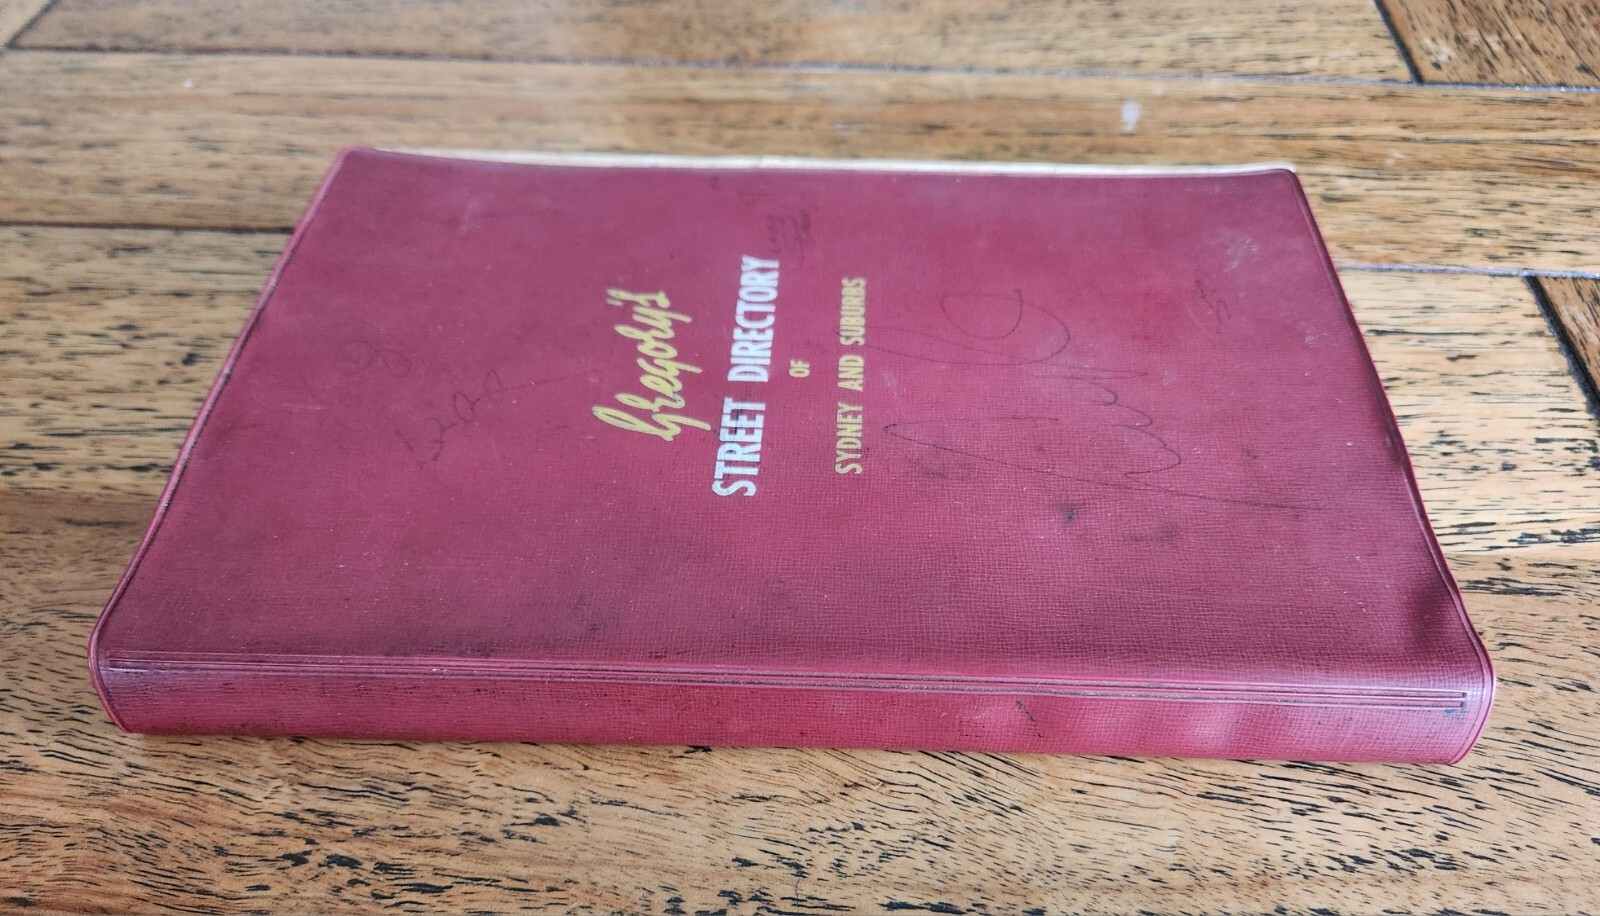 Gregory's
STREET DIRECTORY
OF
SYDNEY AND SUBURBS